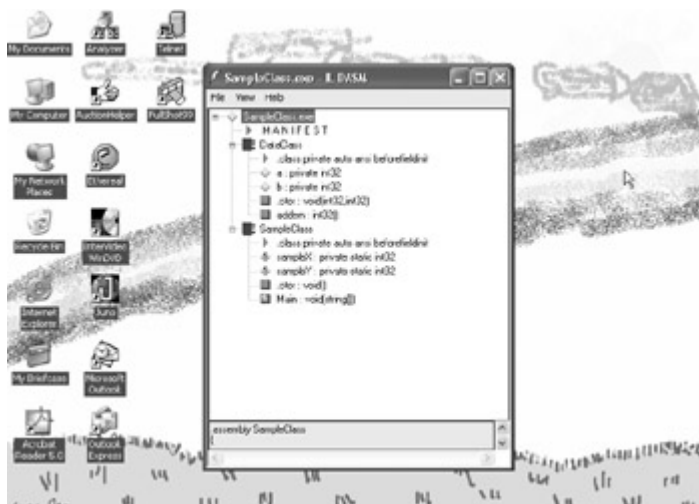 My Documents
Analyzer
Telnet
My Computer
AuctionHelper
FullShot99
My Network
Places
Ethereal
Recycle Bin
InterVideo
WinDVD
Internet
Explorer
Juno
My Briefcase
Microsoft
Outlook
Acrobat
Reader 5.0
Outlook
Express
SampleClass.exe - IL DASM
File View Help
SampleClass.exe
M A N I F E S T
DataClass
.class private auto ansi beforefieldinit
a : private int32
b : private int32
.ctor : void(int32,int32)
addem : int32()
SampleClass
.class private auto ansi beforefieldinit
sampleX : private static int32
sampleY : private static int32
.ctor : void()
Main : void(string[])
assembly SampleClass
{